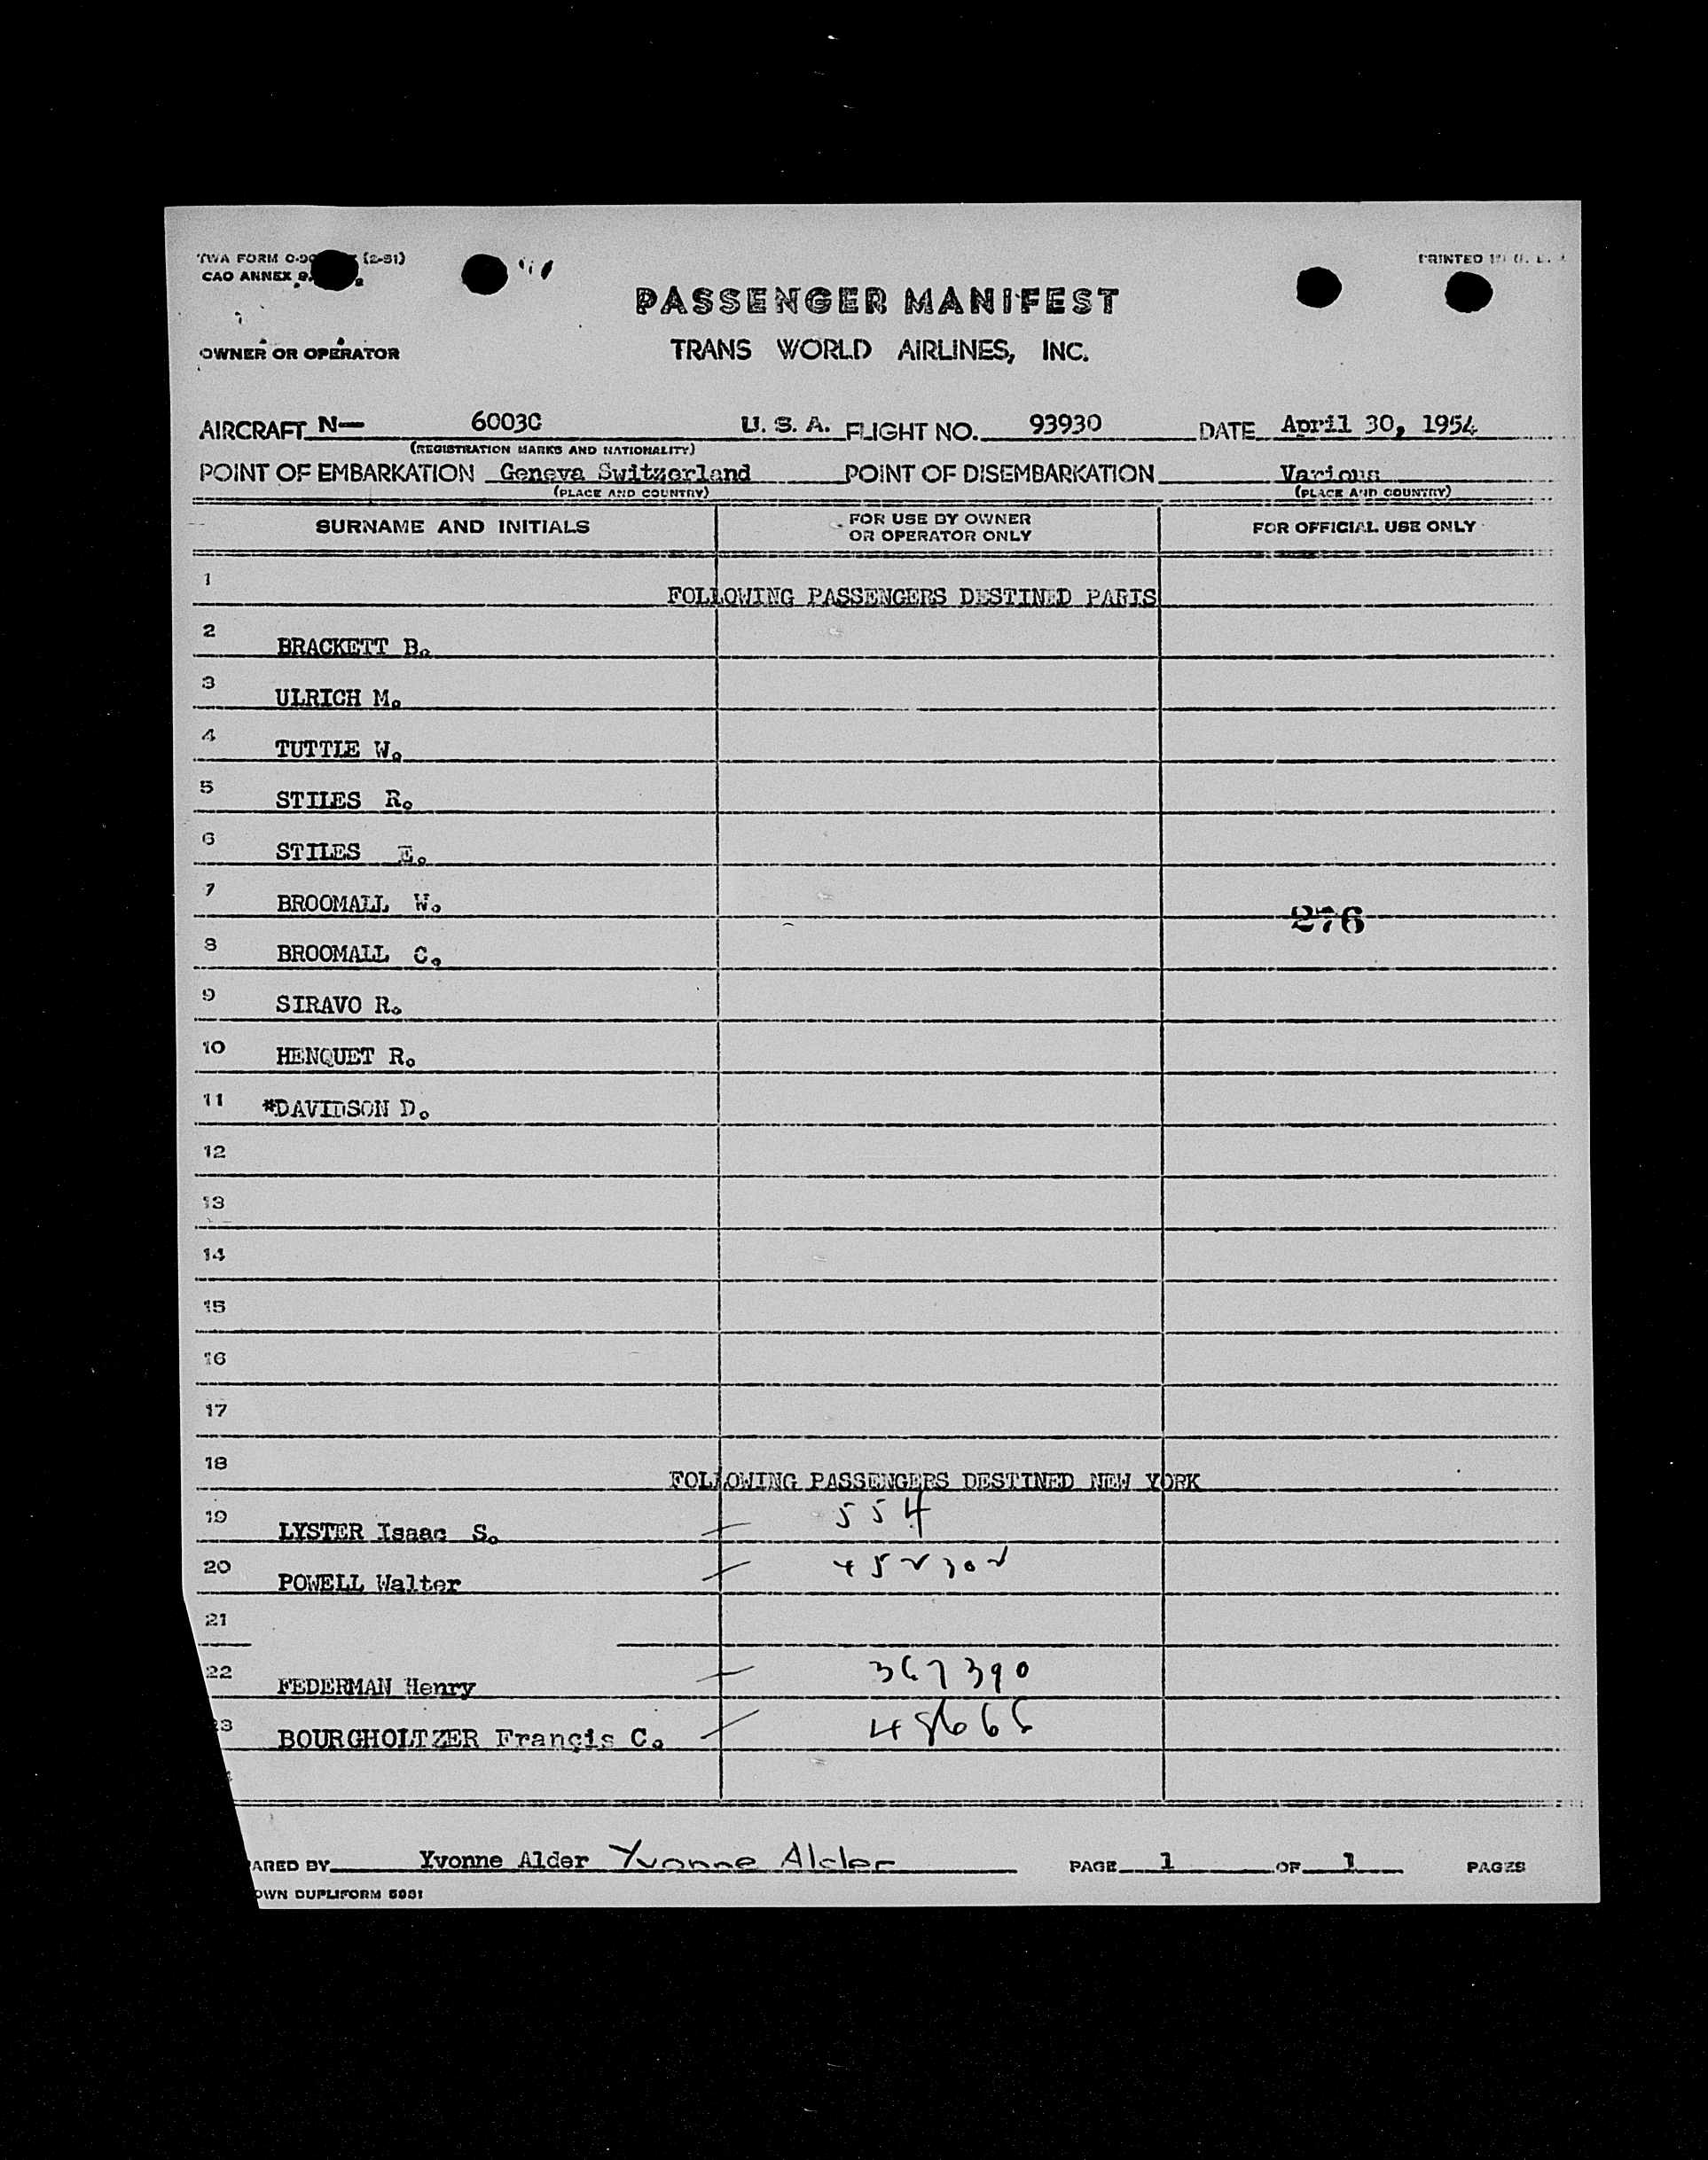 TWA FORM (2-51)
CAO ANNEX 9,
PRINTED IN U. S. A.
PASSENGER MANIFEST
OWNER OR OPERATOR TRANS WORLD AIRLINES, INC.
AIRCRAFT N— 6003C U. S. A. FLIGHT NO. 93930 DATE April 30, 1954
(REGISTRATION MARKS AND NATIONALITY)
POINT OF EMBARKATION Geneva Switzerland POINT OF DISEMBARKATION Various
(PLACE AND COUNTRY) (PLACE AND COUNTRY)
SURNAME AND INITIALS FOR USE BY OWNER OR OPERATOR ONLY FOR OFFICIAL USE ONLY
1 FOLLOWING PASSENGERS DESTINED PARIS
2 BRACKETT B.
3 ULRICH M.
4 TUTTLE W.
5 STILES R.
6 STILES E.
7 BROOMALL W. 276
8 BROOMALL C.
9 SIRAVO R.
10 HENQUET R.
11 *DAVIDSON D.
12
13
14
15
16
17
18 FOLLOWING PASSENGERS DESTINED NEW YORK
19 LYSTER Isaac S. 554
20 POWELL Walter
21
22 FEDERMAN Henry 367390
23 BOURGHOLTZER Francis C.
ARED BY Yvonne Alder Yvonne Alder PAGE 1 OF 1 PAGES
OWN DUPLIFORM